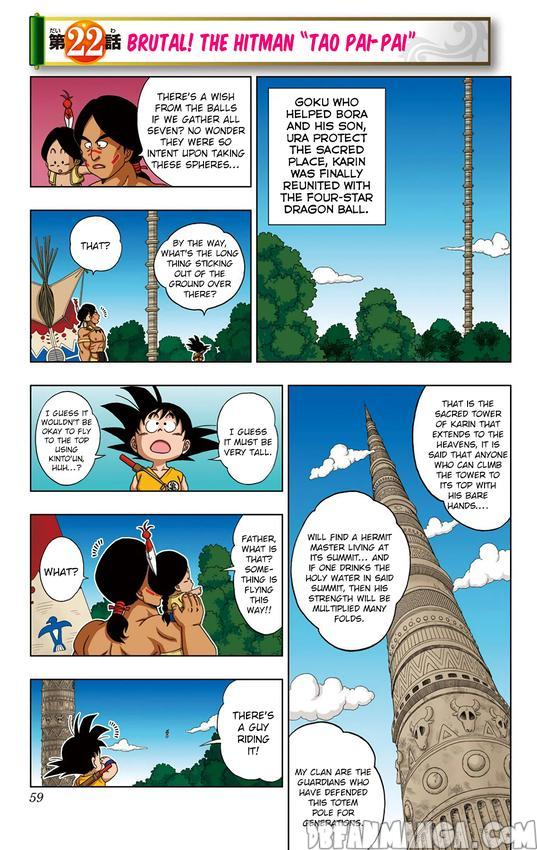 第22話 BRUTAL! THE HITMAN "TAO PAI-PAI"
だい わ
GOKU WHO
HELPED BORA
AND HIS SON,
URA PROTECT
THE SACRED
PLACE, KARIN
WAS FINALLY
REUNITED WITH
THE FOUR-STAR
DRAGON BALL.
THERE'S A WISH
FROM THE BALLS
IF WE GATHER ALL
SEVEN? NO WONDER
THEY WERE SO
INTENT UPON TAKING
THESE SPHERES...
BY THE WAY,
WHAT'S THE LONG
THING STICKING
OUT OF THE
GROUND OVER
THERE?
THAT?
THAT IS THE
SACRED TOWER
OF KARIN THAT
EXTENDS TO THE
HEAVENS, IT IS
SAID THAT ANYONE
WHO CAN CLIMB
THE TOWER TO
ITS TOP WITH
HIS BARE
HANDS....
WILL FIND A HERMIT
MASTER LIVING AT
ITS SUMMIT... AND
IF ONE DRINKS THE
HOLY WATER IN SAID
SUMMIT, THEN HIS
STRENGTH WILL BE
MULTIPLIED MANY
FOLDS.
MY CLAN ARE THE
GUARDIANS WHO
HAVE DEFENDED
THIS TOTEM
POLE FOR
GENERATIONS.
I GUESS
IT MUST BE
VERY TALL.
I GUESS IT
WOULDN'T BE
OKAY TO FLY
TO THE TOP
USING
KINTO'UN,
HUH...?
FATHER,
WHAT IS
THAT?
SOME-
THING IS
FLYING
THIS
WAY!!
WHAT?
THERE'S
A GUY
RIDING
IT!
59
DBFANMANGA.COM